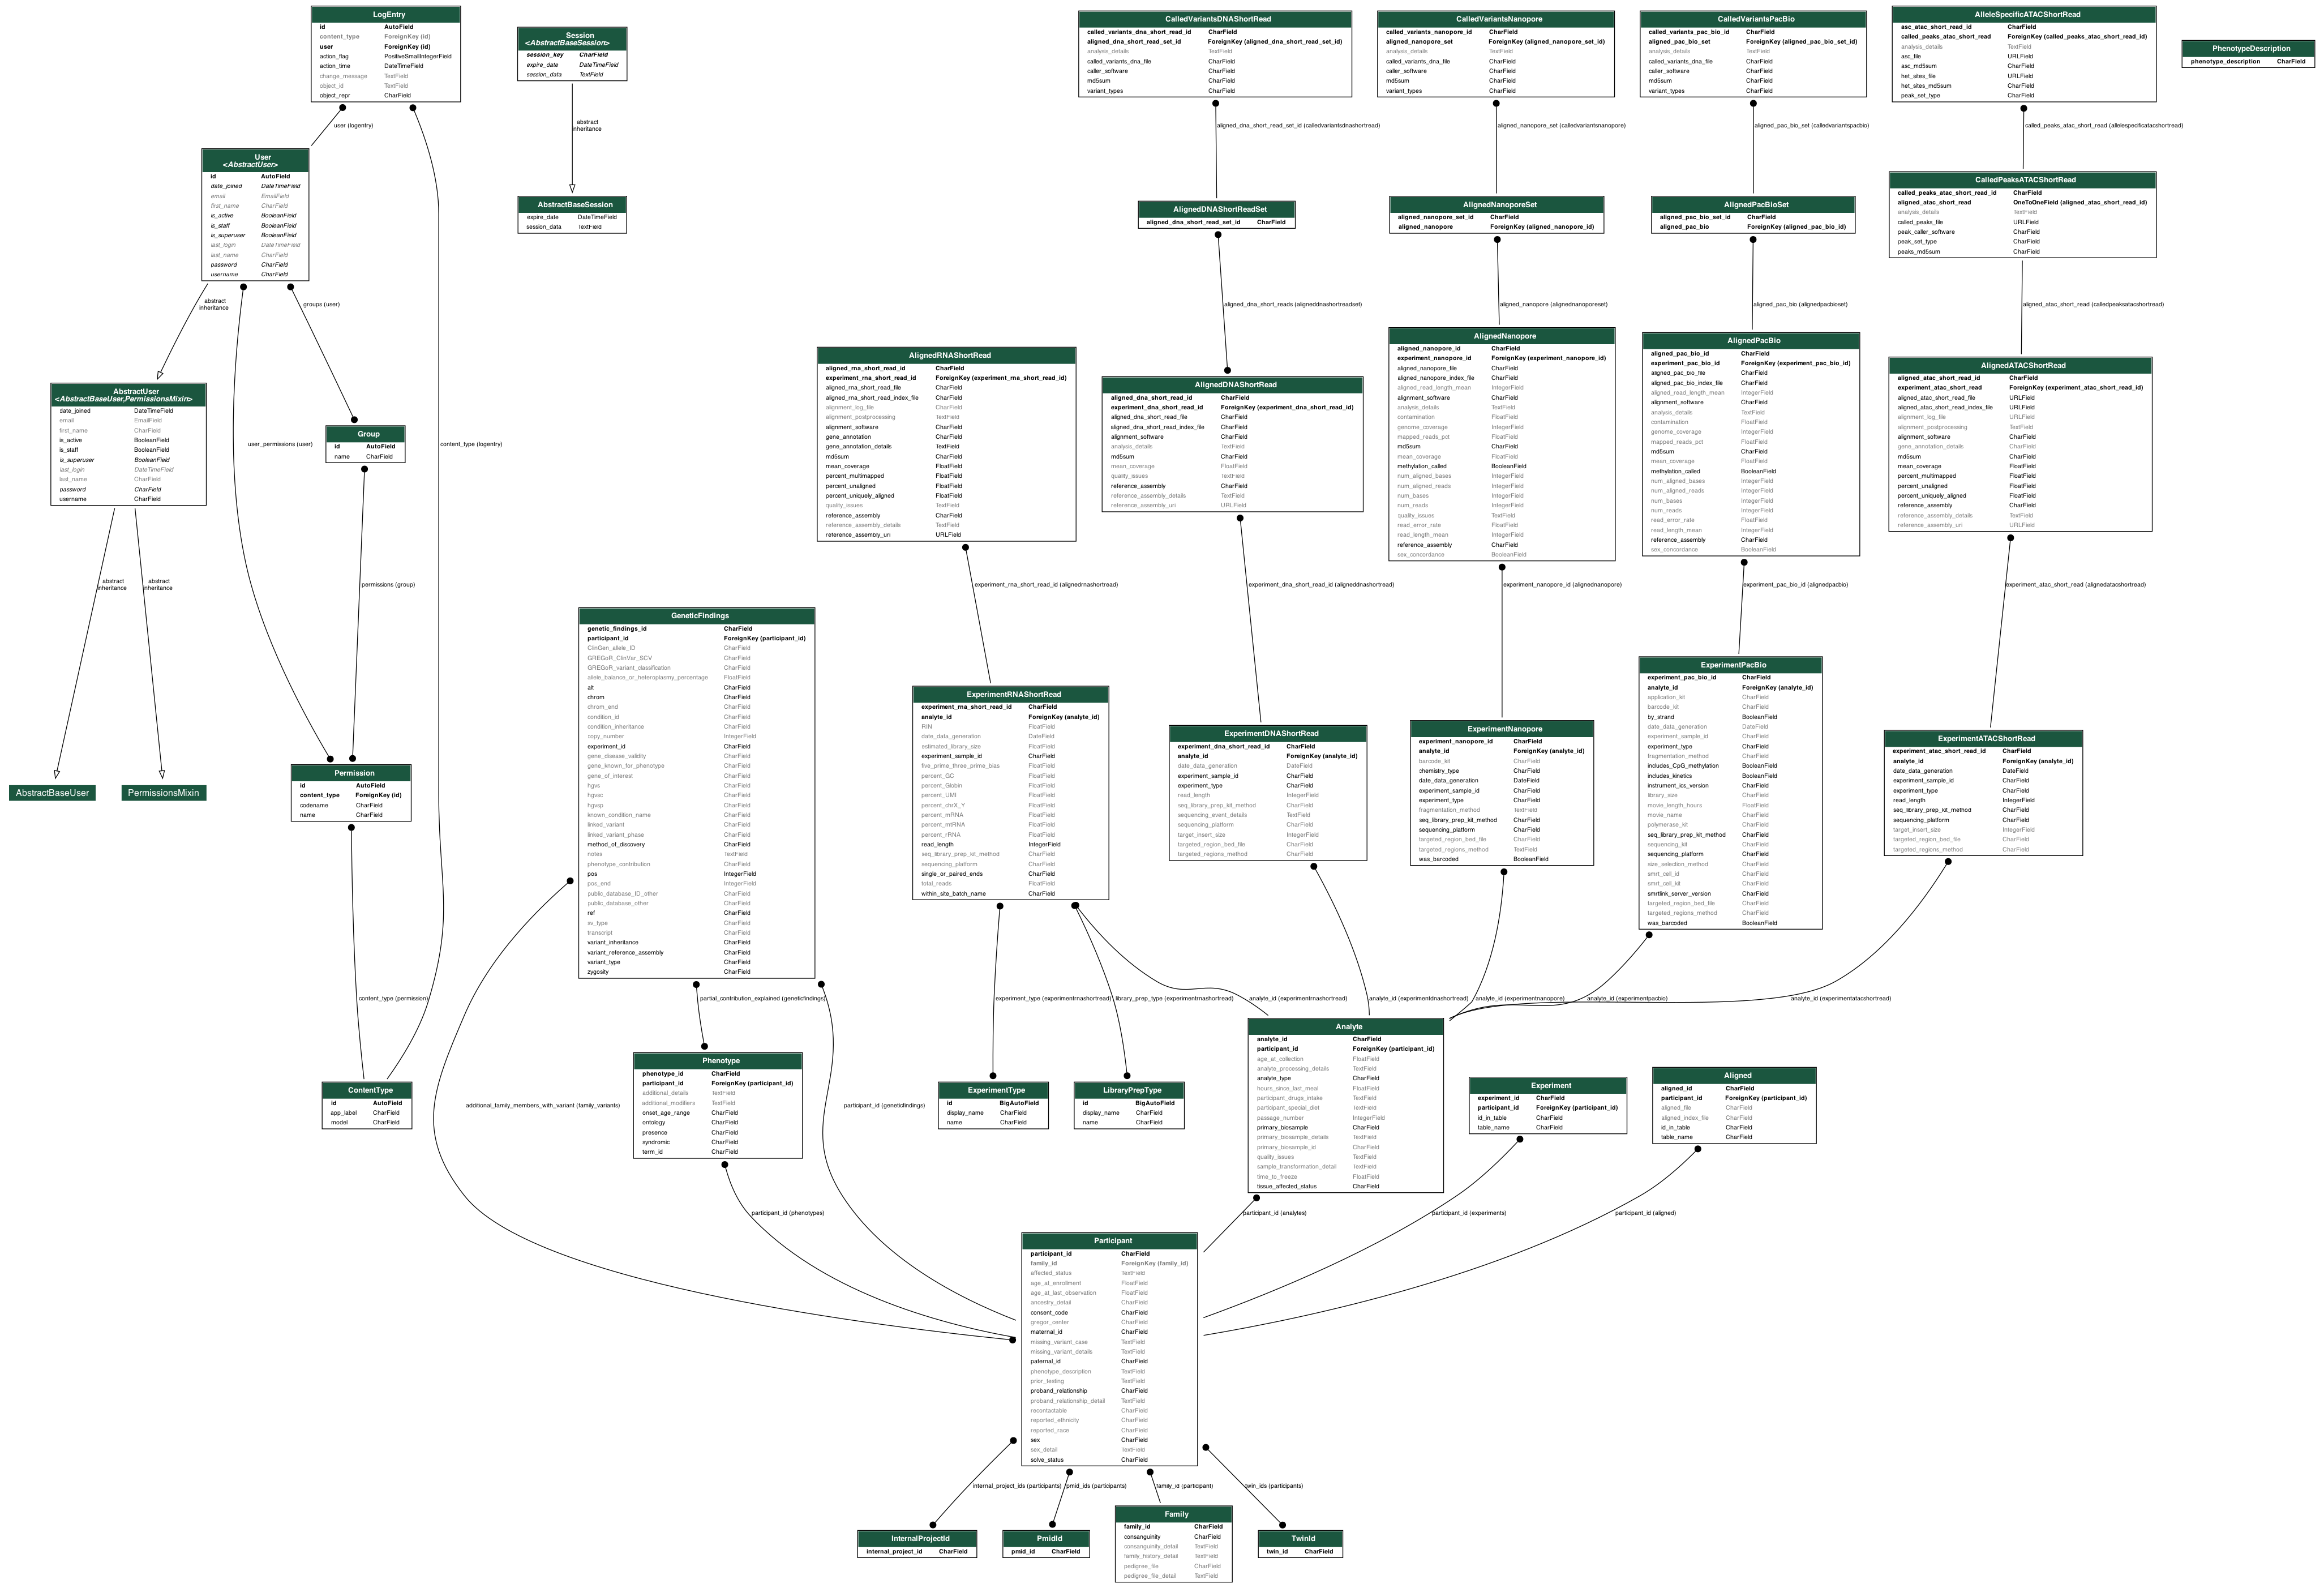 LogEntry
id AutoField
content_type ForeignKey (id)
user ForeignKey (id)
action_flag PositiveSmallIntegerField
action_time DateTimeField
change_message TextField
object_id TextField
object_repr CharField
Session
<AbstractBaseSession>
session_key CharField
expire_date DateTimeField
session_data TextField
CalledVariantsDNAShortRead
called_variants_dna_short_read_id CharField
aligned_dna_short_read_set_id ForeignKey (aligned_dna_short_read_set_id)
analysis_details TextField
called_variants_dna_file CharField
caller_software CharField
md5sum CharField
variant_types CharField
CalledVariantsNanopore
called_variants_nanopore_id CharField
aligned_nanopore_set ForeignKey (aligned_nanopore_set_id)
analysis_details TextField
called_variants_dna_file CharField
caller_software CharField
md5sum CharField
variant_types CharField
CalledVariantsPacBio
called_variants_pac_bio_id CharField
aligned_pac_bio_set ForeignKey (aligned_pac_bio_set_id)
analysis_details TextField
called_variants_dna_file CharField
caller_software CharField
md5sum CharField
variant_types CharField
AlleleSpecificATACShortRead
asc_atac_short_read_id CharField
called_peaks_atac_short_read ForeignKey (called_peaks_atac_short_read_id)
analysis_details TextField
asc_file URLField
asc_md5sum CharField
het_sites_file URLField
het_sites_md5sum CharField
peak_set_type CharField
PhenotypeDescription
phenotype_description CharField
user (logentry)
abstract
inheritance
aligned_dna_short_read_set_id (calledvariantsdnashortread)
aligned_nanopore_set (calledvariantsnanopore)
aligned_pac_bio_set (calledvariantspacbio)
called_peaks_atac_short_read (allelespecificatacshortread)
User
<AbstractUser>
id AutoField
date_joined DateTimeField
email EmailField
first_name CharField
is_active BooleanField
is_staff BooleanField
is_superuser BooleanField
last_login DateTimeField
last_name CharField
password CharField
username CharField
AbstractBaseSession
expire_date DateTimeField
session_data TextField
AlignedDNAShortReadSet
aligned_dna_short_read_set_id CharField
AlignedNanoporeSet
aligned_nanopore_set_id CharField
aligned_nanopore ForeignKey (aligned_nanopore_id)
AlignedPacBioSet
aligned_pac_bio_set_id CharField
aligned_pac_bio ForeignKey (aligned_pac_bio_id)
CalledPeaksATACShortRead
called_peaks_atac_short_read_id CharField
aligned_atac_short_read OneToOneField (aligned_atac_short_read_id)
analysis_details TextField
called_peaks_file URLField
peak_caller_software CharField
peak_set_type CharField
peaks_md5sum CharField
abstract
inheritance
groups (user)
aligned_dna_short_reads (aligneddnashortreadset)
aligned_nanopore (alignednanoporeset)
aligned_pac_bio (alignedpacbioset)
aligned_atac_short_read (calledpeaksatacshortread)
AbstractUser
<AbstractBaseUser,PermissionsMixin>
date_joined DateTimeField
email EmailField
first_name CharField
is_active BooleanField
is_staff BooleanField
is_superuser BooleanField
last_login DateTimeField
last_name CharField
password CharField
username CharField
Group
id AutoField
name CharField
user_permissions (user)
content_type (logentry)
AlignedRNAShortRead
aligned_rna_short_read_id CharField
experiment_rna_short_read_id ForeignKey (experiment_rna_short_read_id)
aligned_rna_short_read_file CharField
aligned_rna_short_read_index_file CharField
alignment_log_file CharField
alignment_postprocessing TextField
alignment_software CharField
gene_annotation CharField
gene_annotation_details TextField
md5sum CharField
mean_coverage FloatField
percent_multimapped FloatField
percent_unaligned FloatField
percent_uniquely_aligned FloatField
quality_issues TextField
reference_assembly CharField
reference_assembly_details TextField
reference_assembly_uri URLField
AlignedDNAShortRead
aligned_dna_short_read_id CharField
experiment_dna_short_read_id ForeignKey (experiment_dna_short_read_id)
aligned_dna_short_read_file CharField
aligned_dna_short_read_index_file CharField
alignment_software CharField
analysis_details TextField
md5sum CharField
mean_coverage FloatField
quality_issues TextField
reference_assembly CharField
reference_assembly_details TextField
reference_assembly_uri URLField
AlignedNanopore
aligned_nanopore_id CharField
experiment_nanopore_id ForeignKey (experiment_nanopore_id)
aligned_nanopore_file CharField
aligned_nanopore_index_file CharField
aligned_read_length_mean IntegerField
alignment_software CharField
analysis_details TextField
contamination FloatField
genome_coverage IntegerField
mapped_reads_pct FloatField
md5sum CharField
mean_coverage FloatField
methylation_called BooleanField
num_aligned_bases IntegerField
num_aligned_reads IntegerField
num_bases IntegerField
num_reads IntegerField
quality_issues TextField
read_error_rate FloatField
read_length_mean IntegerField
reference_assembly CharField
sex_concordance BooleanField
AlignedPacBio
aligned_pac_bio_id CharField
experiment_pac_bio_id ForeignKey (experiment_pac_bio_id)
aligned_pac_bio_file CharField
aligned_pac_bio_index_file CharField
aligned_read_length_mean IntegerField
alignment_software CharField
analysis_details TextField
contamination FloatField
genome_coverage IntegerField
mapped_reads_pct FloatField
md5sum CharField
mean_coverage FloatField
methylation_called BooleanField
num_aligned_bases IntegerField
num_aligned_reads IntegerField
num_bases IntegerField
num_reads IntegerField
read_error_rate FloatField
read_length_mean IntegerField
reference_assembly CharField
sex_concordance BooleanField
AlignedATACShortRead
aligned_atac_short_read_id CharField
experiment_atac_short_read ForeignKey (experiment_atac_short_read_id)
aligned_atac_short_read_file URLField
aligned_atac_short_read_index_file URLField
alignment_log_file URLField
alignment_postprocessing TextField
alignment_software CharField
gene_annotation_details CharField
md5sum CharField
mean_coverage FloatField
percent_multimapped FloatField
percent_unaligned FloatField
percent_uniquely_aligned FloatField
reference_assembly CharField
reference_assembly_details TextField
reference_assembly_uri URLField
abstract
inheritance
abstract
inheritance
permissions (group)
experiment_rna_short_read_id (alignedrnashortread)
experiment_dna_short_read_id (aligneddnashortread)
experiment_nanopore_id (alignednanopore)
experiment_pac_bio_id (alignedpacbio)
experiment_atac_short_read (alignedatacshortread)
AbstractBaseUser
PermissionsMixin
Permission
id AutoField
content_type ForeignKey (id)
codename CharField
name CharField
GeneticFindings
genetic_findings_id CharField
participant_id ForeignKey (participant_id)
ClinGen_allele_ID CharField
GREGoR_ClinVar_SCV CharField
GREGoR_variant_classification CharField
allele_balance_or_heteroplasmy_percentage FloatField
alt CharField
chrom CharField
chrom_end CharField
condition_id CharField
condition_inheritance CharField
copy_number IntegerField
experiment_id CharField
gene_disease_validity CharField
gene_known_for_phenotype CharField
gene_of_interest CharField
hgvs CharField
hgvsc CharField
hgvsp CharField
known_condition_name CharField
linked_variant CharField
linked_variant_phase CharField
method_of_discovery CharField
notes TextField
phenotype_contribution CharField
pos IntegerField
pos_end IntegerField
public_database_ID_other CharField
public_database_other CharField
ref CharField
sv_type CharField
transcript CharField
variant_inheritance CharField
variant_reference_assembly CharField
variant_type CharField
zygosity CharField
ExperimentRNAShortRead
experiment_rna_short_read_id CharField
analyte_id ForeignKey (analyte_id)
RIN FloatField
date_data_generation DateField
estimated_library_size FloatField
experiment_sample_id CharField
five_prime_three_prime_bias FloatField
percent_GC FloatField
percent_Globin FloatField
percent_UMI FloatField
percent_chrX_Y FloatField
percent_mRNA FloatField
percent_mtRNA FloatField
percent_rRNA FloatField
read_length IntegerField
seq_library_prep_kit_method CharField
sequencing_platform CharField
single_or_paired_ends CharField
total_reads FloatField
within_site_batch_name CharField
ExperimentDNAShortRead
experiment_dna_short_read_id CharField
analyte_id ForeignKey (analyte_id)
date_data_generation DateField
experiment_sample_id CharField
experiment_type CharField
read_length IntegerField
seq_library_prep_kit_method CharField
sequencing_event_details TextField
sequencing_platform CharField
target_insert_size IntegerField
targeted_region_bed_file CharField
targeted_regions_method CharField
ExperimentNanopore
experiment_nanopore_id CharField
analyte_id ForeignKey (analyte_id)
barcode_kit CharField
chemistry_type CharField
date_data_generation DateField
experiment_sample_id CharField
experiment_type CharField
fragmentation_method TextField
seq_library_prep_kit_method CharField
sequencing_platform CharField
targeted_region_bed_file CharField
targeted_regions_method TextField
was_barcoded BooleanField
ExperimentPacBio
experiment_pac_bio_id CharField
analyte_id ForeignKey (analyte_id)
application_kit CharField
barcode_kit CharField
by_strand BooleanField
date_data_generation DateField
experiment_sample_id CharField
experiment_type CharField
fragmentation_method CharField
includes_CpG_methylation BooleanField
includes_kinetics BooleanField
instrument_ics_version CharField
library_size CharField
movie_length_hours FloatField
movie_name CharField
polymerase_kit CharField
seq_library_prep_kit_method CharField
sequencing_kit CharField
sequencing_platform CharField
size_selection_method CharField
smrt_cell_id CharField
smrt_cell_kit CharField
smrtlink_server_version CharField
targeted_region_bed_file CharField
targeted_regions_method CharField
was_barcoded BooleanField
ExperimentATACShortRead
experiment_atac_short_read_id CharField
analyte_id ForeignKey (analyte_id)
date_data_generation DateField
experiment_sample_id CharField
experiment_type CharField
read_length IntegerField
seq_library_prep_kit_method CharField
sequencing_platform CharField
target_insert_size IntegerField
targeted_region_bed_file CharField
targeted_regions_method CharField
content_type (permission)
partial_contribution_explained (geneticfindings)
experiment_type (experimentrnashortread)
library_prep_type (experimentrnashortread)
analyte_id (experimentrnashortread)
analyte_id (experimentdnashortread)
analyte_id (experimentnanopore)
analyte_id (experimentpacbio)
analyte_id (experimentatacshortread)
ContentType
id AutoField
app_label CharField
model CharField
additional_family_members_with_variant (family_variants)
Phenotype
phenotype_id CharField
participant_id ForeignKey (participant_id)
additional_details TextField
additional_modifiers TextField
onset_age_range CharField
ontology CharField
presence CharField
syndromic CharField
term_id CharField
participant_id (geneticfindings)
ExperimentType
id BigAutoField
display_name CharField
name CharField
LibraryPrepType
id BigAutoField
display_name CharField
name CharField
Analyte
analyte_id CharField
participant_id ForeignKey (participant_id)
age_at_collection FloatField
analyte_processing_details TextField
analyte_type CharField
hours_since_last_meal FloatField
participant_drugs_intake TextField
participant_special_diet TextField
passage_number IntegerField
primary_biosample CharField
primary_biosample_details TextField
primary_biosample_id CharField
quality_issues TextField
sample_transformation_detail TextField
time_to_freeze FloatField
tissue_affected_status CharField
Experiment
experiment_id CharField
participant_id ForeignKey (participant_id)
id_in_table CharField
table_name CharField
Aligned
aligned_id CharField
participant_id ForeignKey (participant_id)
aligned_file CharField
aligned_index_file CharField
id_in_table CharField
table_name CharField
participant_id (phenotypes)
participant_id (analytes)
participant_id (experiments)
participant_id (aligned)
Participant
participant_id CharField
family_id ForeignKey (family_id)
affected_status TextField
age_at_enrollment FloatField
age_at_last_observation FloatField
ancestry_detail CharField
consent_code CharField
gregor_center CharField
maternal_id CharField
missing_variant_case TextField
missing_variant_details TextField
paternal_id CharField
phenotype_description TextField
prior_testing TextField
proband_relationship CharField
proband_relationship_detail TextField
recontactable CharField
reported_ethnicity CharField
reported_race CharField
sex CharField
sex_detail TextField
solve_status CharField
internal_project_ids (participants)
pmid_ids (participants)
family_id (participant)
twin_ids (participants)
InternalProjectId
internal_project_id CharField
PmidId
pmid_id CharField
Family
family_id CharField
consanguinity CharField
consanguinity_detail TextField
family_history_detail TextField
pedigree_file CharField
pedigree_file_detail TextField
TwinId
twin_id CharField